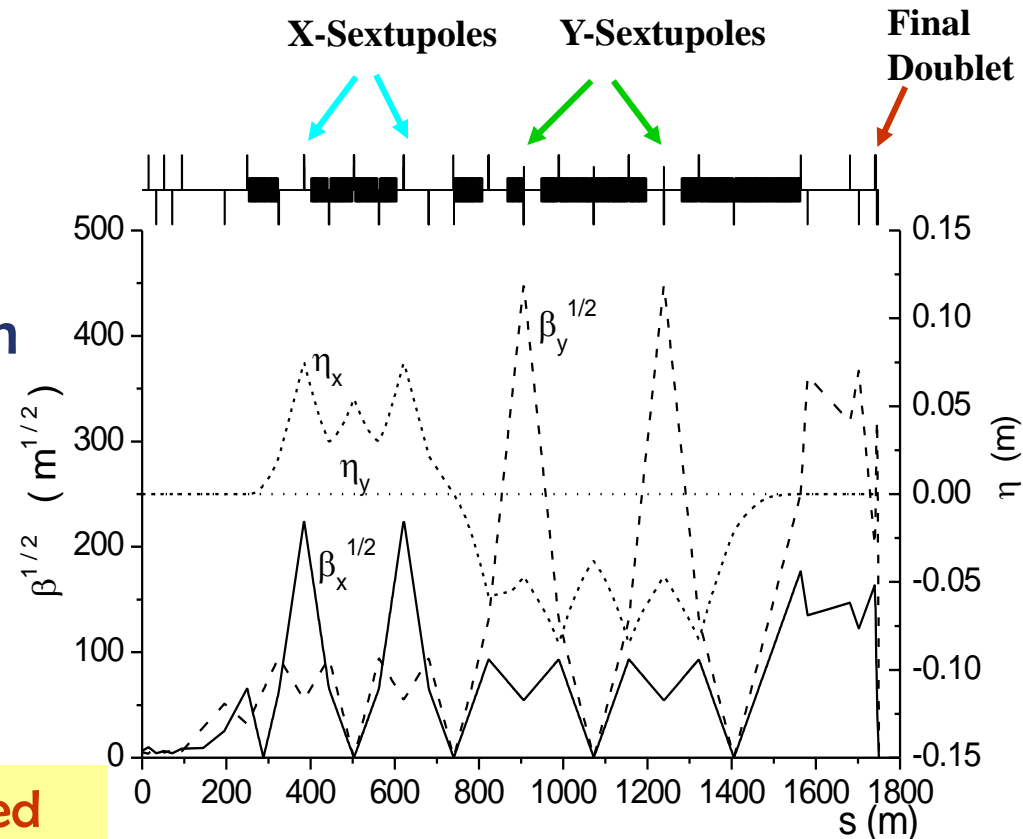 X-Sextupoles Y-Sextupoles Final
Doublet
500 0.15
400 0.10
300 0.05
200 0.00
100 -0.05
0 -0.10
-0.15
n
β^1/2 ( m^1/2 )
η_x
η_y
β_y^1/2
β_x^1/2
η (m)
0 200 400 600 800 1000 1200 1400 1600 1800
s (m)
ed